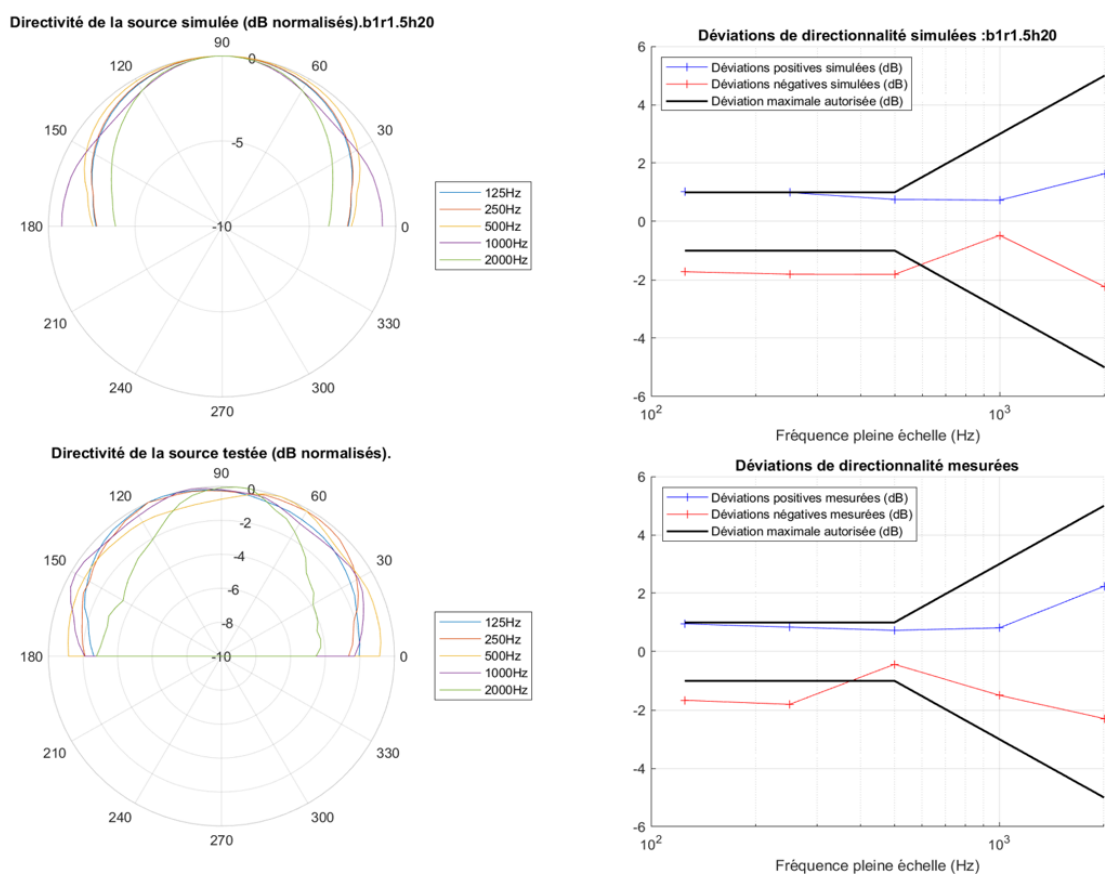 Directivité de la source simulée (dB normalisés).b1r1.5h20
90
120
60
0
150
30
-5
180
-10
0
210
330
240
300
270
125Hz
250Hz
500Hz
1000Hz
2000Hz
Déviations de directionnalité simulées :b1r1.5h20
Déviations positives simulées (dB)
Déviations négatives simulées (dB)
Déviation maximale autorisée (dB)
6
4
2
0
-2
-4
-6
10²
10³
Fréquence pleine échelle (Hz)
Directivité de la source testée (dB normalisés).
90
120
60
0
-2
150
30
-4
-6
-8
180
-10
0
210
330
240
300
270
125Hz
250Hz
500Hz
1000Hz
2000Hz
Déviations de directionnalité mesurées
Déviations positives mesurées (dB)
Déviations négatives mesurées (dB)
Déviation maximale autorisée (dB)
6
4
2
0
-2
-4
-6
10²
10³
Fréquence pleine échelle (Hz)